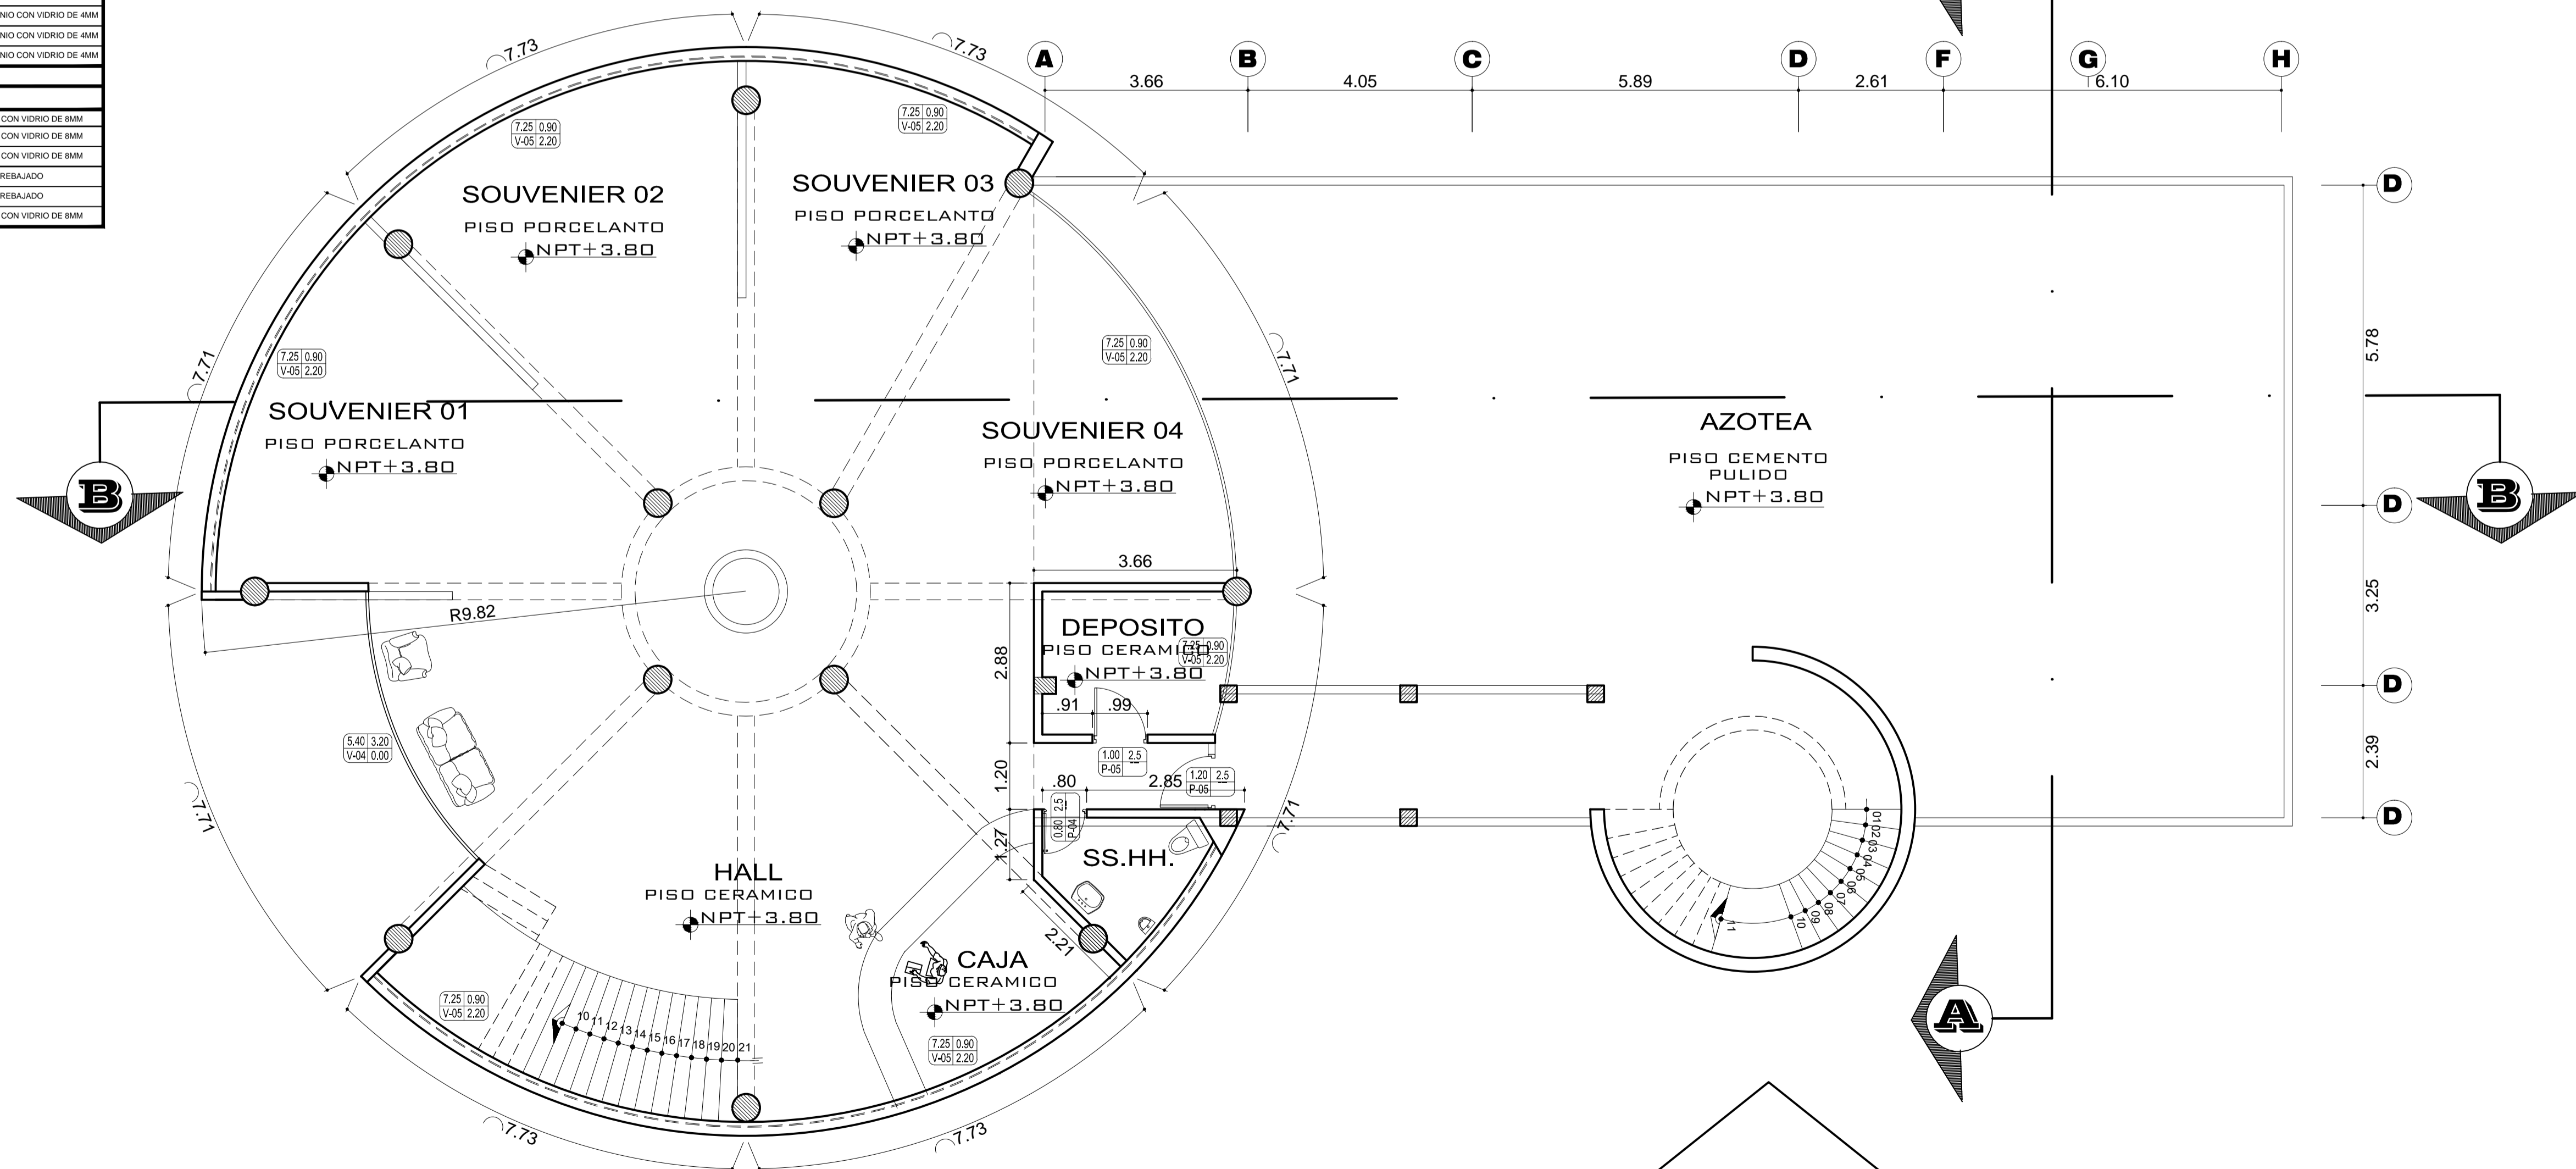 NIO CON VIDRIO DE 4MM
NIO CON VIDRIO DE 4MM
NIO CON VIDRIO DE 4MM
CON VIDRIO DE 8MM
CON VIDRIO DE 8MM
CON VIDRIO DE 8MM
REBAJADO
REBAJADO
CON VIDRIO DE 8MM
7.73
7.73
A B C D F G H
3.66 4.05 5.89 2.61 6.10
7.25 0.90
V-05 2.20
7.25 0.90
V-05 2.20
SOUVENIER 02
PISO PORCELANTO
NPT+3.80
SOUVENIER 03
PISO PORCELANTO
NPT+3.80
D
5.78
7.71
7.25 0.90
V-05 2.20
7.25 0.90
V-05 2.20
7.71
SOUVENIER 01
PISO PORCELANTO
NPT+3.80
SOUVENIER 04
PISO PORCELANTO
NPT+3.80
AZOTEA
PISO CEMENTO
PULIDO
NPT+3.80
B
B
D
3.66
R9.82
3.25
DEPOSITO
PISO CERAMICO
7.25 0.90
V-05 2.20
NPT+3.80
2.88
.91 .99
D
2.39
5.40 3.20
V-04 0.00
1.00 2.5
P-05
1.20
.80 2.85
1.20 2.5
P-05
0.80 2.5
P-04
7.71
7.71
1.27
SS.HH.
D
01
02
03
04
05
06
07
08
09
10
11
HALL
PISO CERAMICO
NPT+3.80
2.21
CAJA
PISO CERAMICO
NPT+3.80
7.25 0.90
V-05 2.20
10 11 12 13 14 15 16 17 18 19 20 21
7.25 0.90
V-05 2.20
A
7.73
7.73